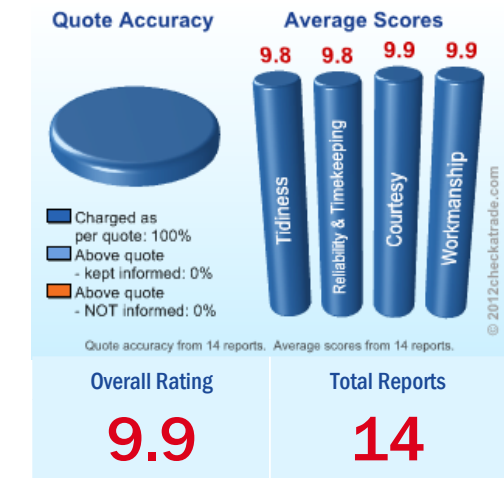 Quote Accuracy
Charged as
per quote: 100%
Above quote
- kept informed: 0%
Above quote
- NOT informed: 0%
Average Scores
9.8 9.8 9.9 9.9
Tidiness
Reliability & Timekeeping
Courtesy
Workmanship
© 2012checkatrade.com
Quote accuracy from 14 reports. Average scores from 14 reports.
Overall Rating
9.9
Total Reports
14